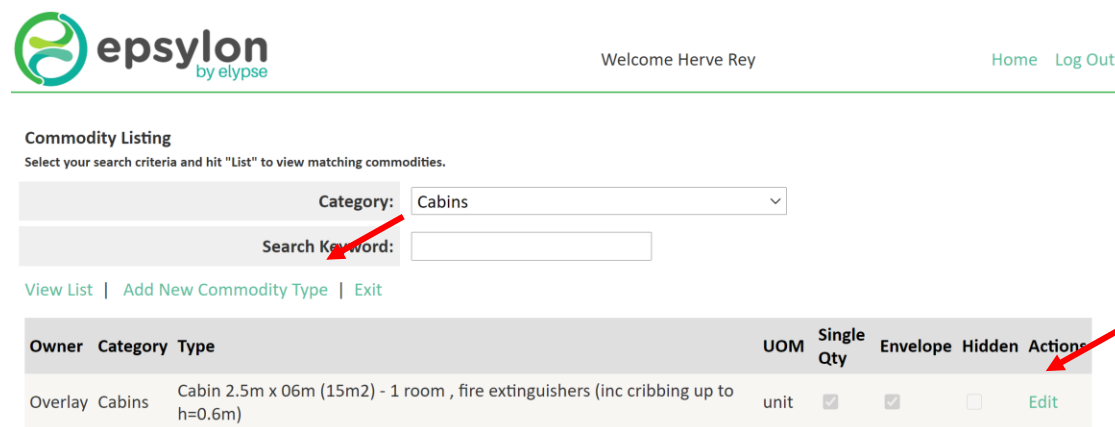 epsylon
by elypse
Welcome Herve Rey
Home Log Out
Commodity Listing
Select your search criteria and hit "List" to view matching commodities.
Category: Cabins
Search Keyword:
View List | Add New Commodity Type | Exit
Owner Category Type UOM Single Qty Envelope Hidden Actions
Overlay Cabins Cabin 2.5m x 06m (15m2) - 1 room , fire extinguishers (inc cribbing up to
h=0.6m) unit Edit